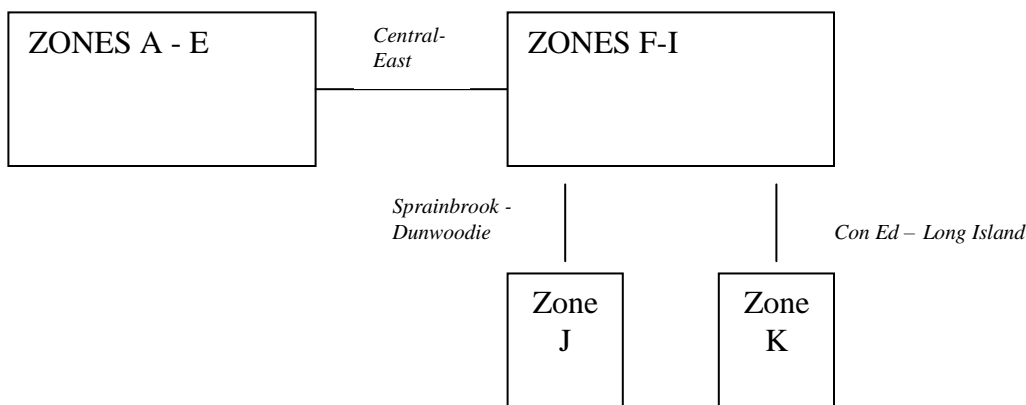 ZONES A - E
Central-
East
ZONES F-I
Sprainbrook -
Dunwoodie
Con Ed – Long Island
Zone
J
Zone
K